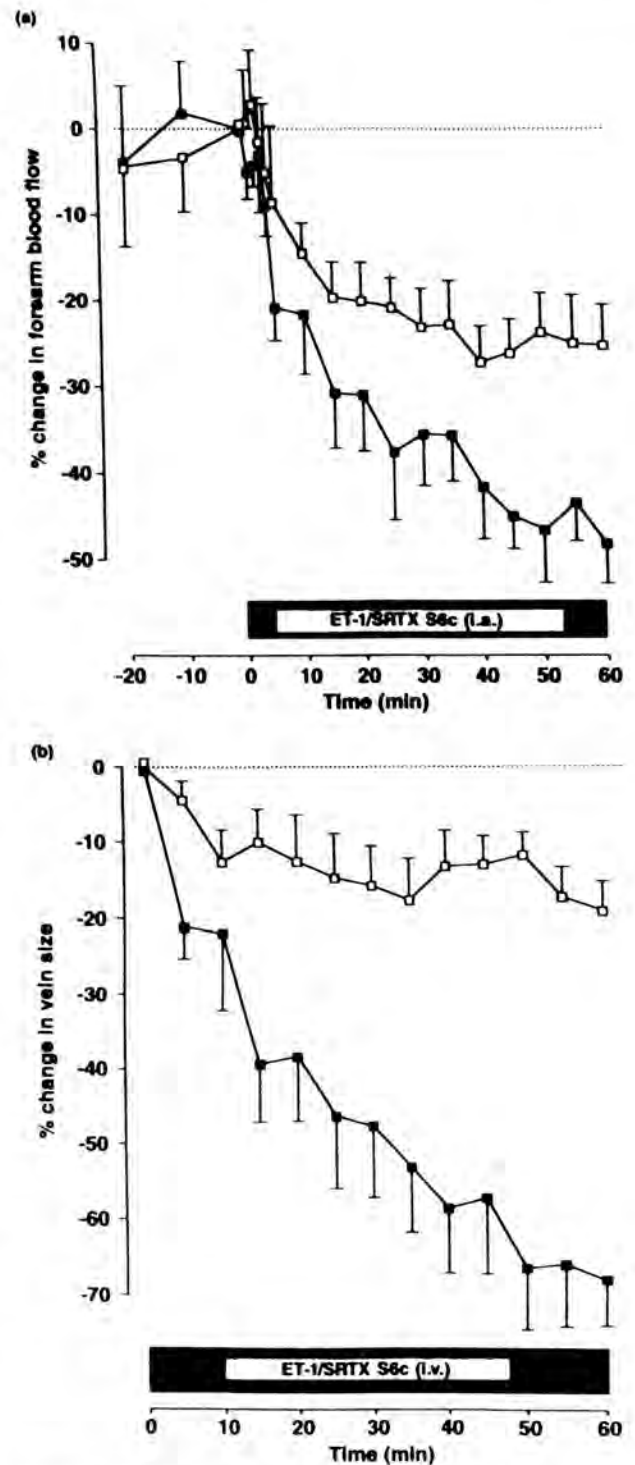 (a)
10
0
-10
-20
-30
-40
-50
% change in forearm blood flow
ET-1/SRTX S6c (i.a.)
-20 -10 0 10 20 30 40 50 60
Time (min)
(b)
0
-10
-20
-30
-40
-50
-60
-70
% change in vein size
ET-1/SRTX S6c (i.v.)
0 10 20 30 40 50 60
Time (min)